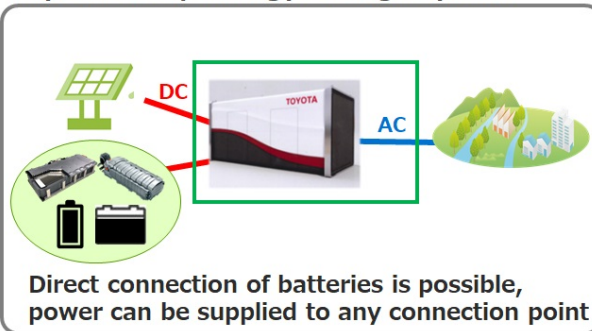 DC
TOYOTA
AC
Direct connection of batteries is possible,
power can be supplied to any connection point